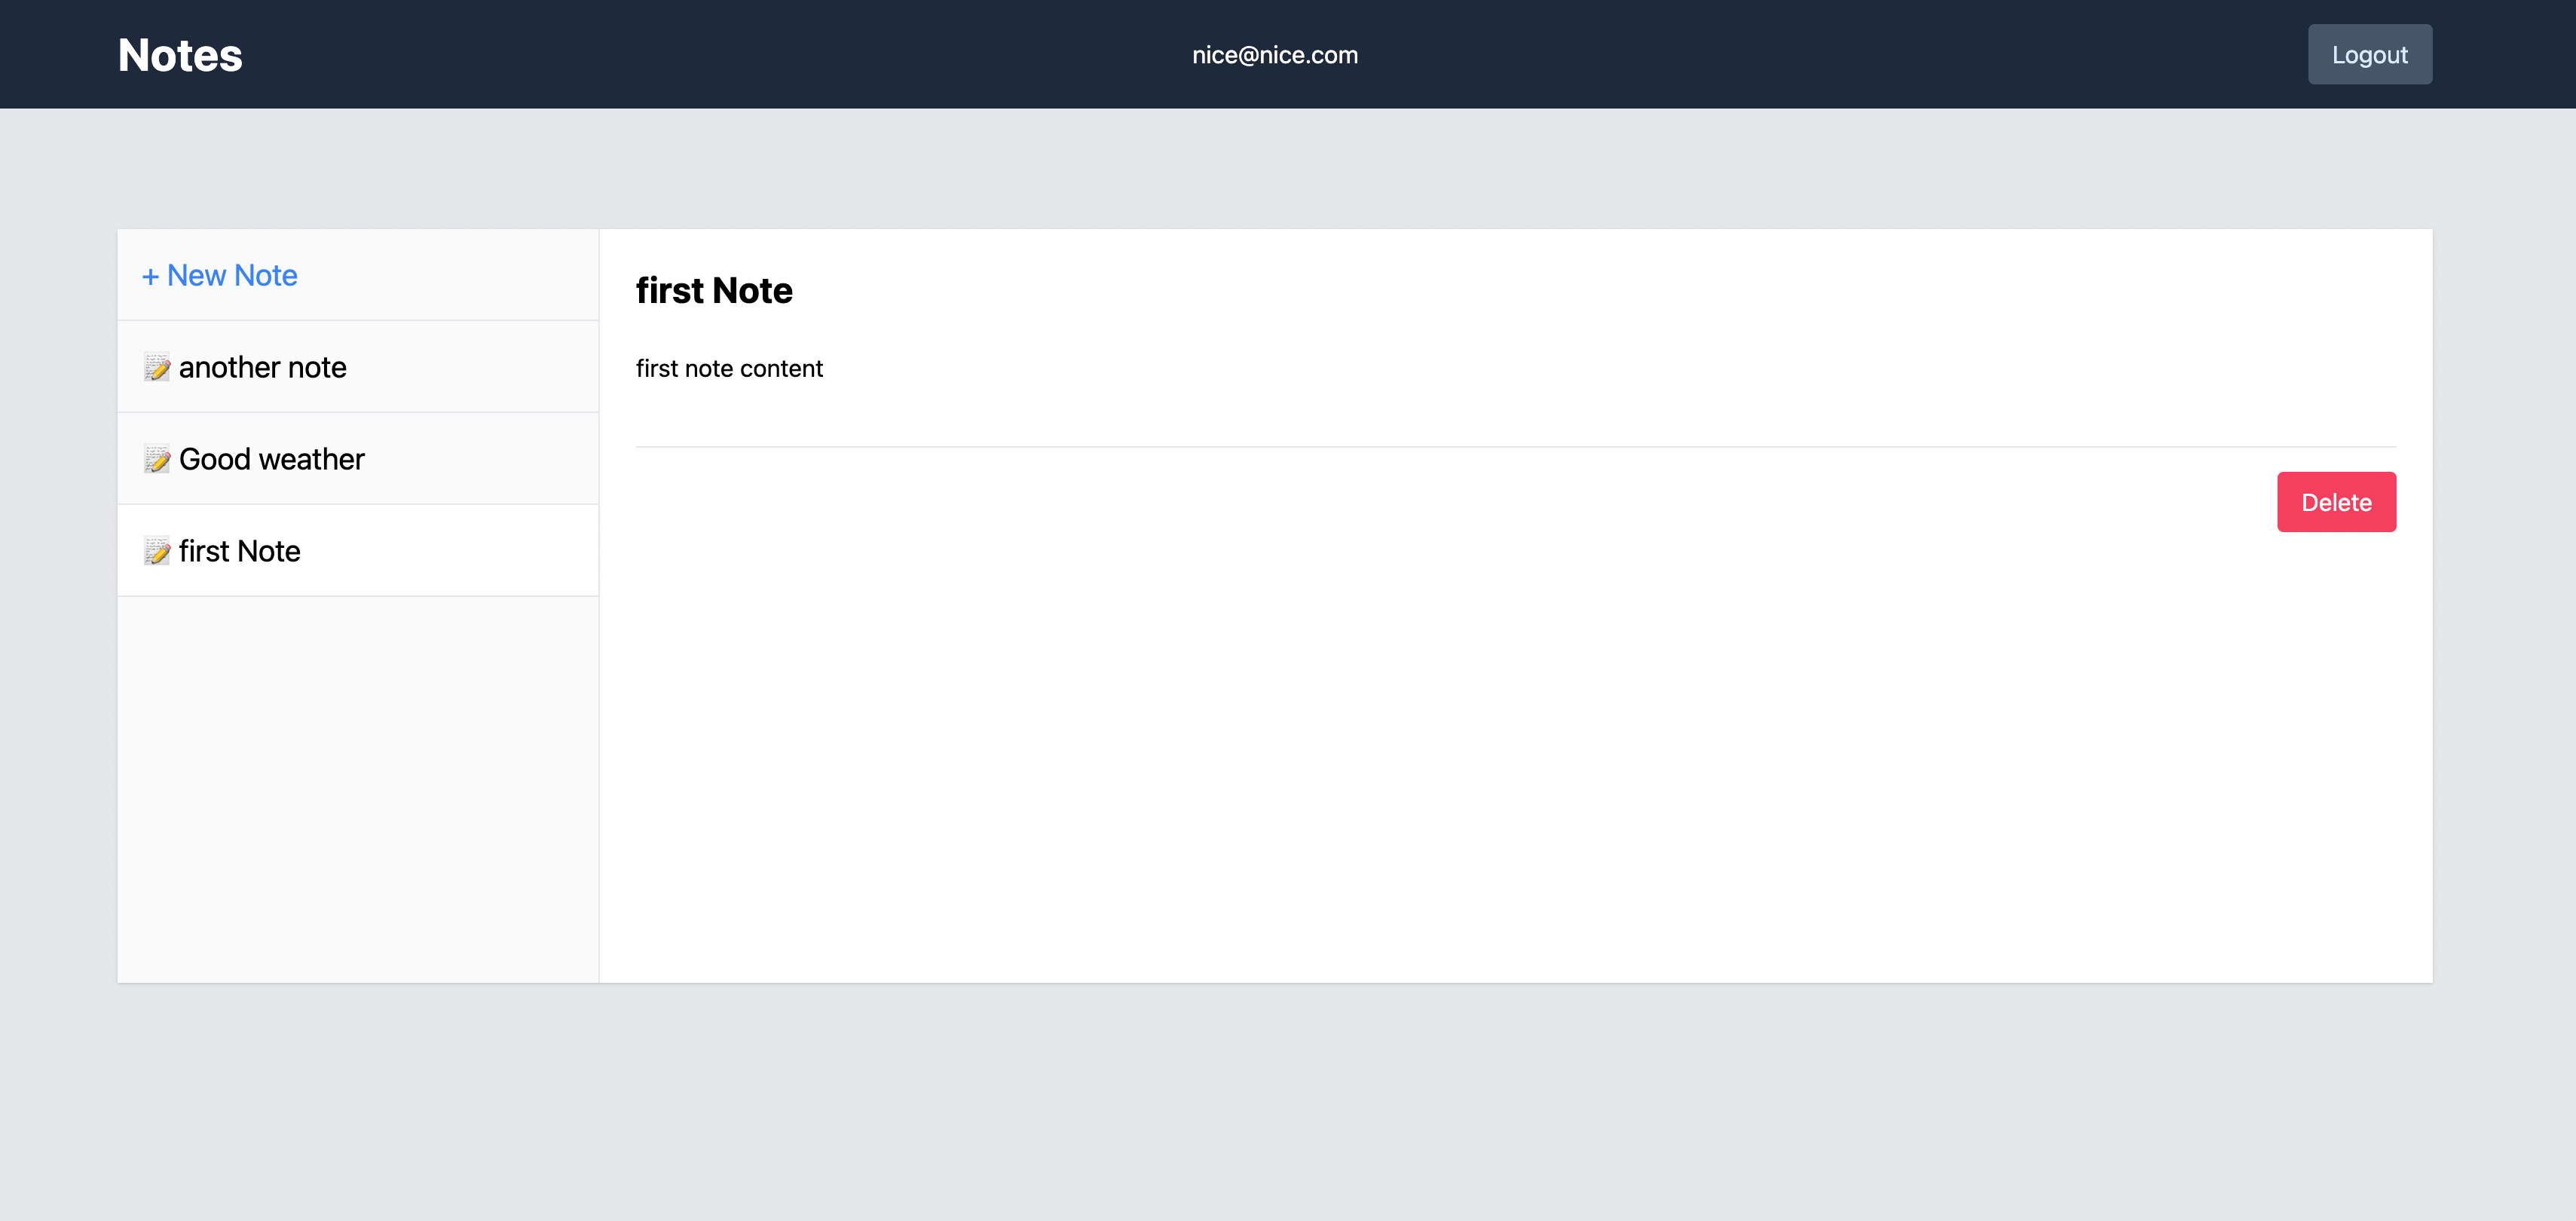 Notes
nice@nice.com
Logout
+ New Note
📝 another note
📝 Good weather
📝 first Note
first Note
first note content
Delete